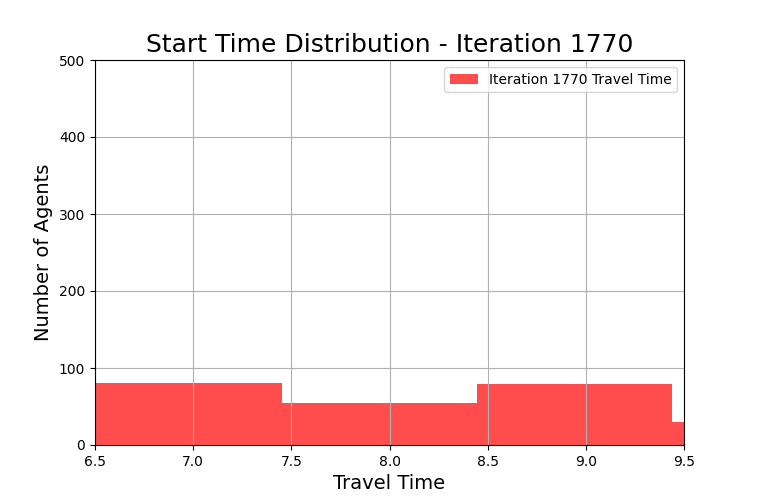 Start Time Distribution - Iteration 1770
Iteration 1770 Travel Time
Number of Agents
500
400
300
200
100
0
6.5 7.0 7.5 8.0 8.5 9.0 9.5
Travel Time